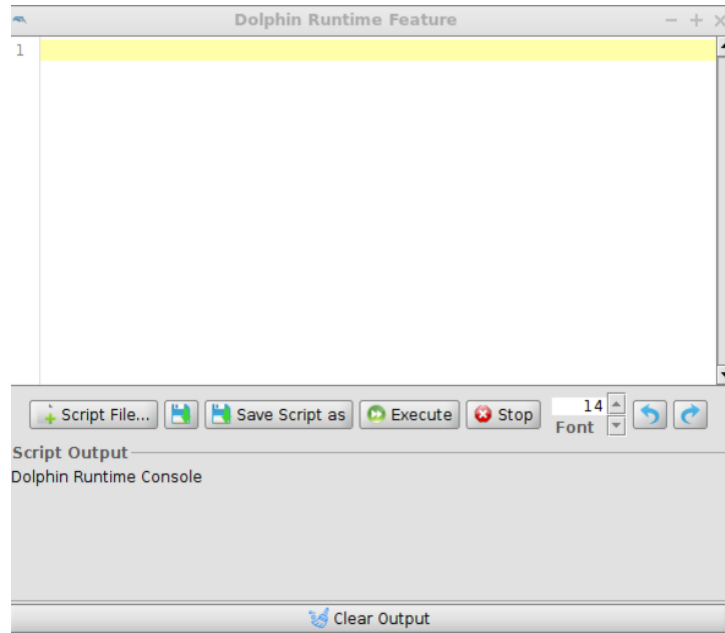 Dolphin Runtime Feature
1
Script File... Save Script as Execute Stop 14
Font
Script Output
Dolphin Runtime Console
Clear Output